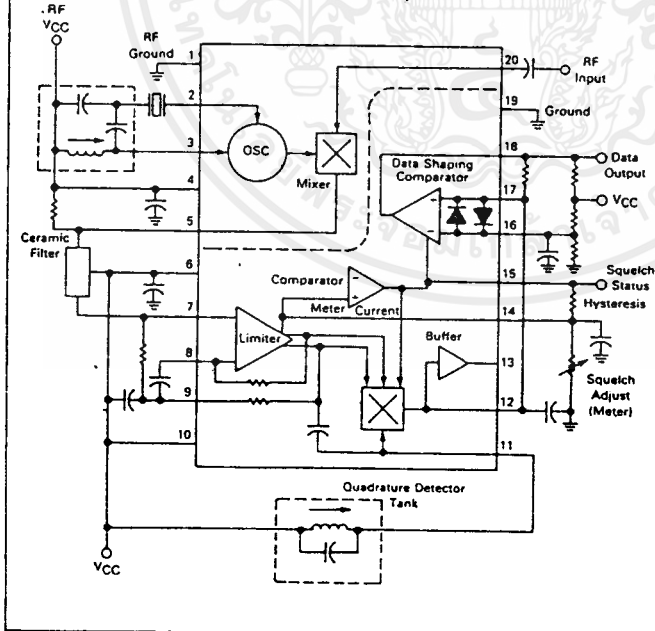 RF
VCC
RF
Ground
1
20
RF
Input
2
19
Ground
3
OSC
18
Data
Output
Mixer
Data Shaping
Comparator
17
VCC
4
16
5
Ceramic
Filter
15
Squelch
Status
6
Comparator
Hysteresis
Meter Current
14
7
Limiter
Buffer
13
8
Squelch
Adjust
(Meter)
9
12
10
11
Quadrature Detector
Tank
VCC